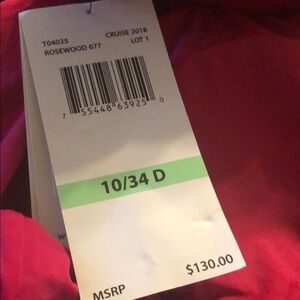 T04035 CRUISE 2018
ROSEWOOD 677 LOT 1
7 55448 63925 0
10/34 D
$130.00
MSRP